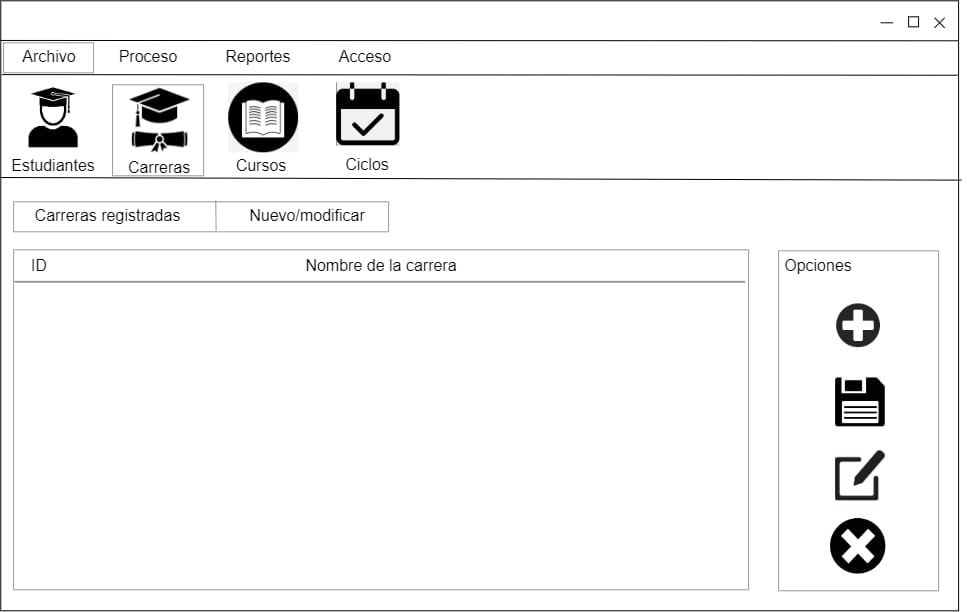 Archivo Proceso Reportes Acceso
Estudiantes Carreras Cursos Ciclos
Carreras registradas Nuevo/modificar
ID Nombre de la carrera Opciones